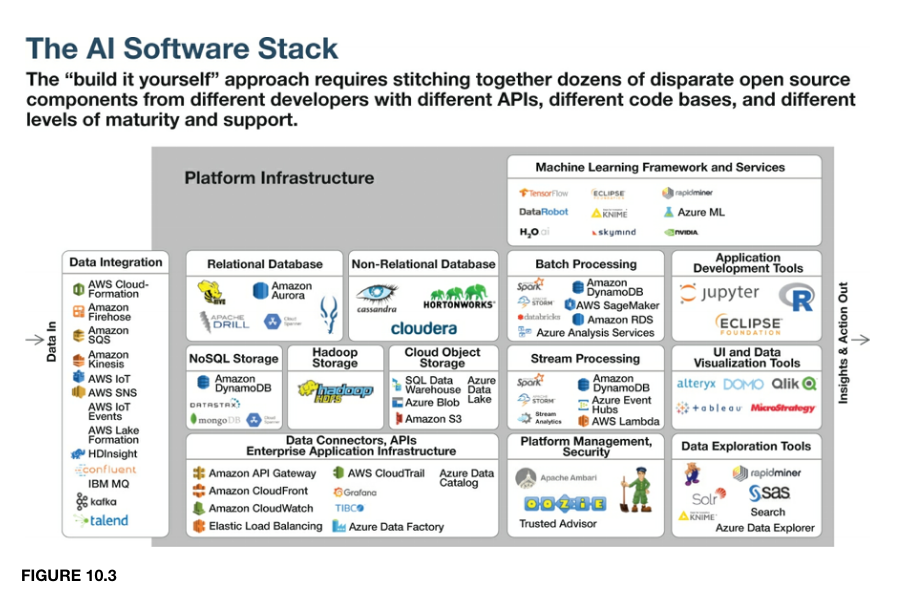 The AI Software Stack
The “build it yourself” approach requires stitching together dozens of disparate open source
components from different developers with different APIs, different code bases, and different
levels of maturity and support.
Platform Infrastructure
Data In
Data Integration
AWS Cloud-
Formation
Amazon
Firehose
Amazon
SQS
Amazon
Kinesis
AWS IoT
AWS SNS
AWS IoT
Events
AWS Lake
Formation
HDInsight
confluent
IBM MQ
kafka
talend
Relational Database
HIVE
Amazon
Aurora
APACHE
DRILL
Cloud
Spanner
Non-Relational Database
cassandra
HORTONWORKS
cloudera
NoSQL Storage
Amazon
DynamoDB
DATASTAX
mongoDB
Cloud
Spanner
Hadoop
Storage
hadoop
HDFS
Cloud Object
Storage
SQL Data
Warehouse
Azure Blob
Amazon S3
Azure
Data
Lake
Data Connectors, APIs
Enterprise Application Infrastructure
Amazon API Gateway
Amazon CloudFront
Amazon CloudWatch
Elastic Load Balancing
AWS CloudTrail
Grafana
TIBCO
Azure Data Factory
Azure Data
Catalog
Machine Learning Framework and Services
TensorFlow
ECLIPSE
FOUNDATION
rapidminer
DataRobot
KNIME
Azure ML
H2O.ai
skymind
NVIDIA
Batch Processing
Spark
APACHE
STORM
databricks
Amazon
DynamoDB
AWS SageMaker
Amazon RDS
Azure Analysis Services
Application
Development Tools
jupyter
R
ECLIPSE
FOUNDATION
Stream Processing
Spark
APACHE
STORM
Stream
Analytics
Amazon
DynamoDB
Azure Event
Hubs
AWS Lambda
UI and Data
Visualization Tools
alteryx
DOMO
Qlik
+ableau
MicroStrategy
Platform Management,
Security
Apache Ambari
OOZIE
Trusted Advisor
Data Exploration Tools
rapidminer
Solr
sas
KNIME
Search
Azure Data Explorer
Insights & Action Out
FIGURE 10.3